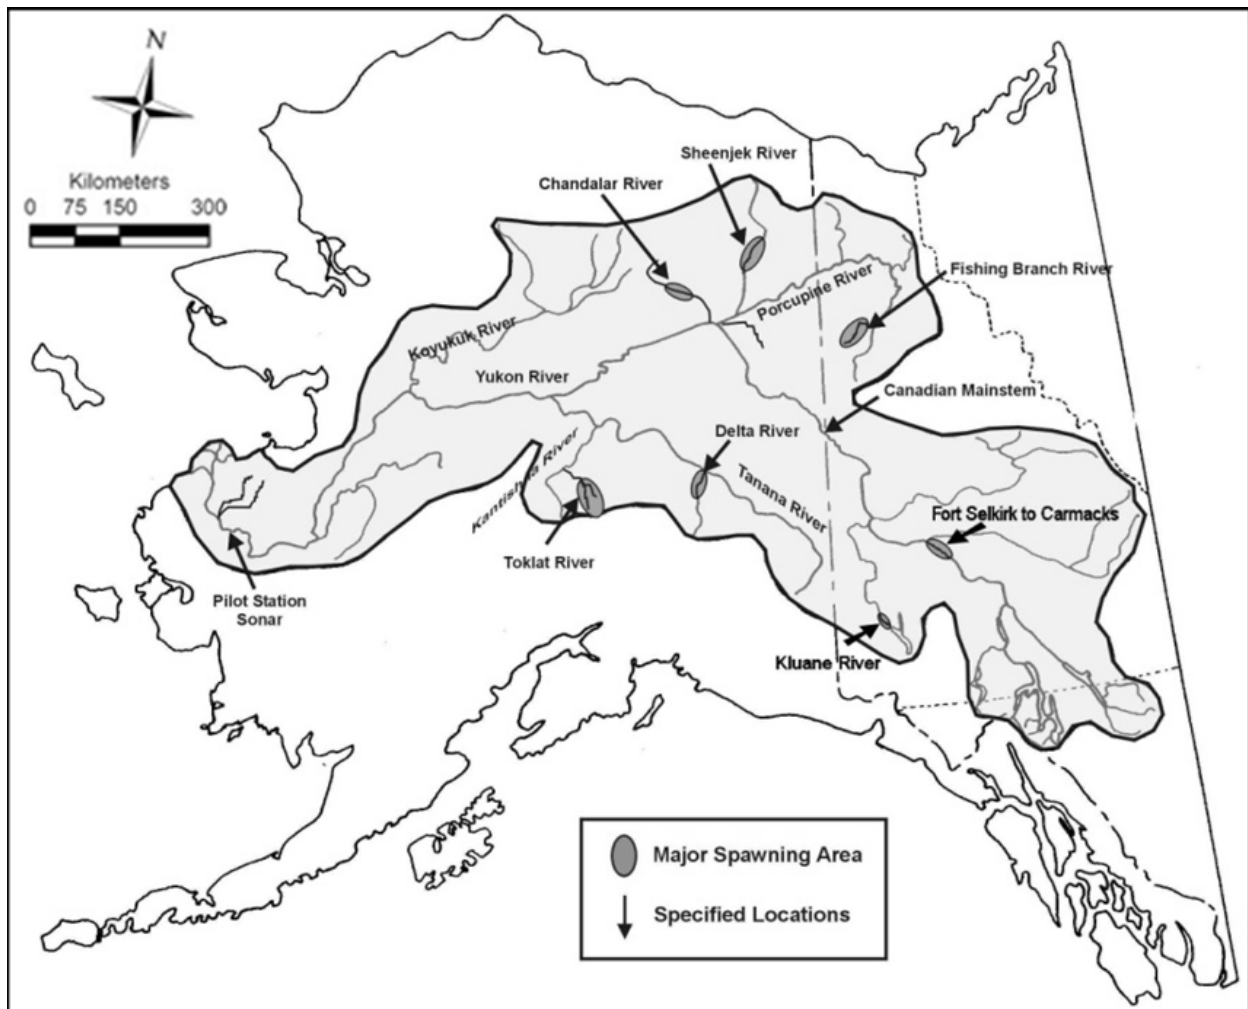 N
Kilometers
0 75 150 300
Sheenjek River
Chandalar River
Fishing Branch River
Porcupine River
Koyukuk River
Yukon River
Canadian Mainstem
Delta River
Kantishna River
Tanana River
Fort Selkirk to Carmacks
Toklat River
Pilot Station
Sonar
Kluane River
Major Spawning Area
Specified Locations